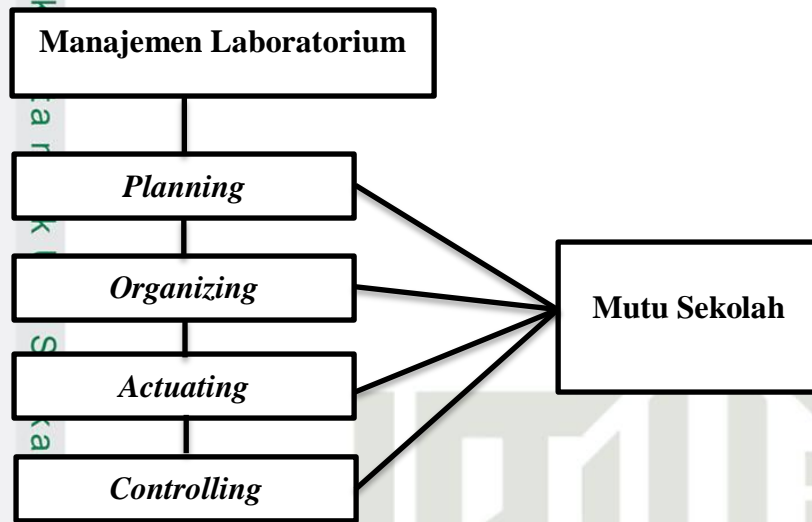 Manajemen Laboratorium
Planning
Organizing
Actuating
Controlling
Mutu Sekolah